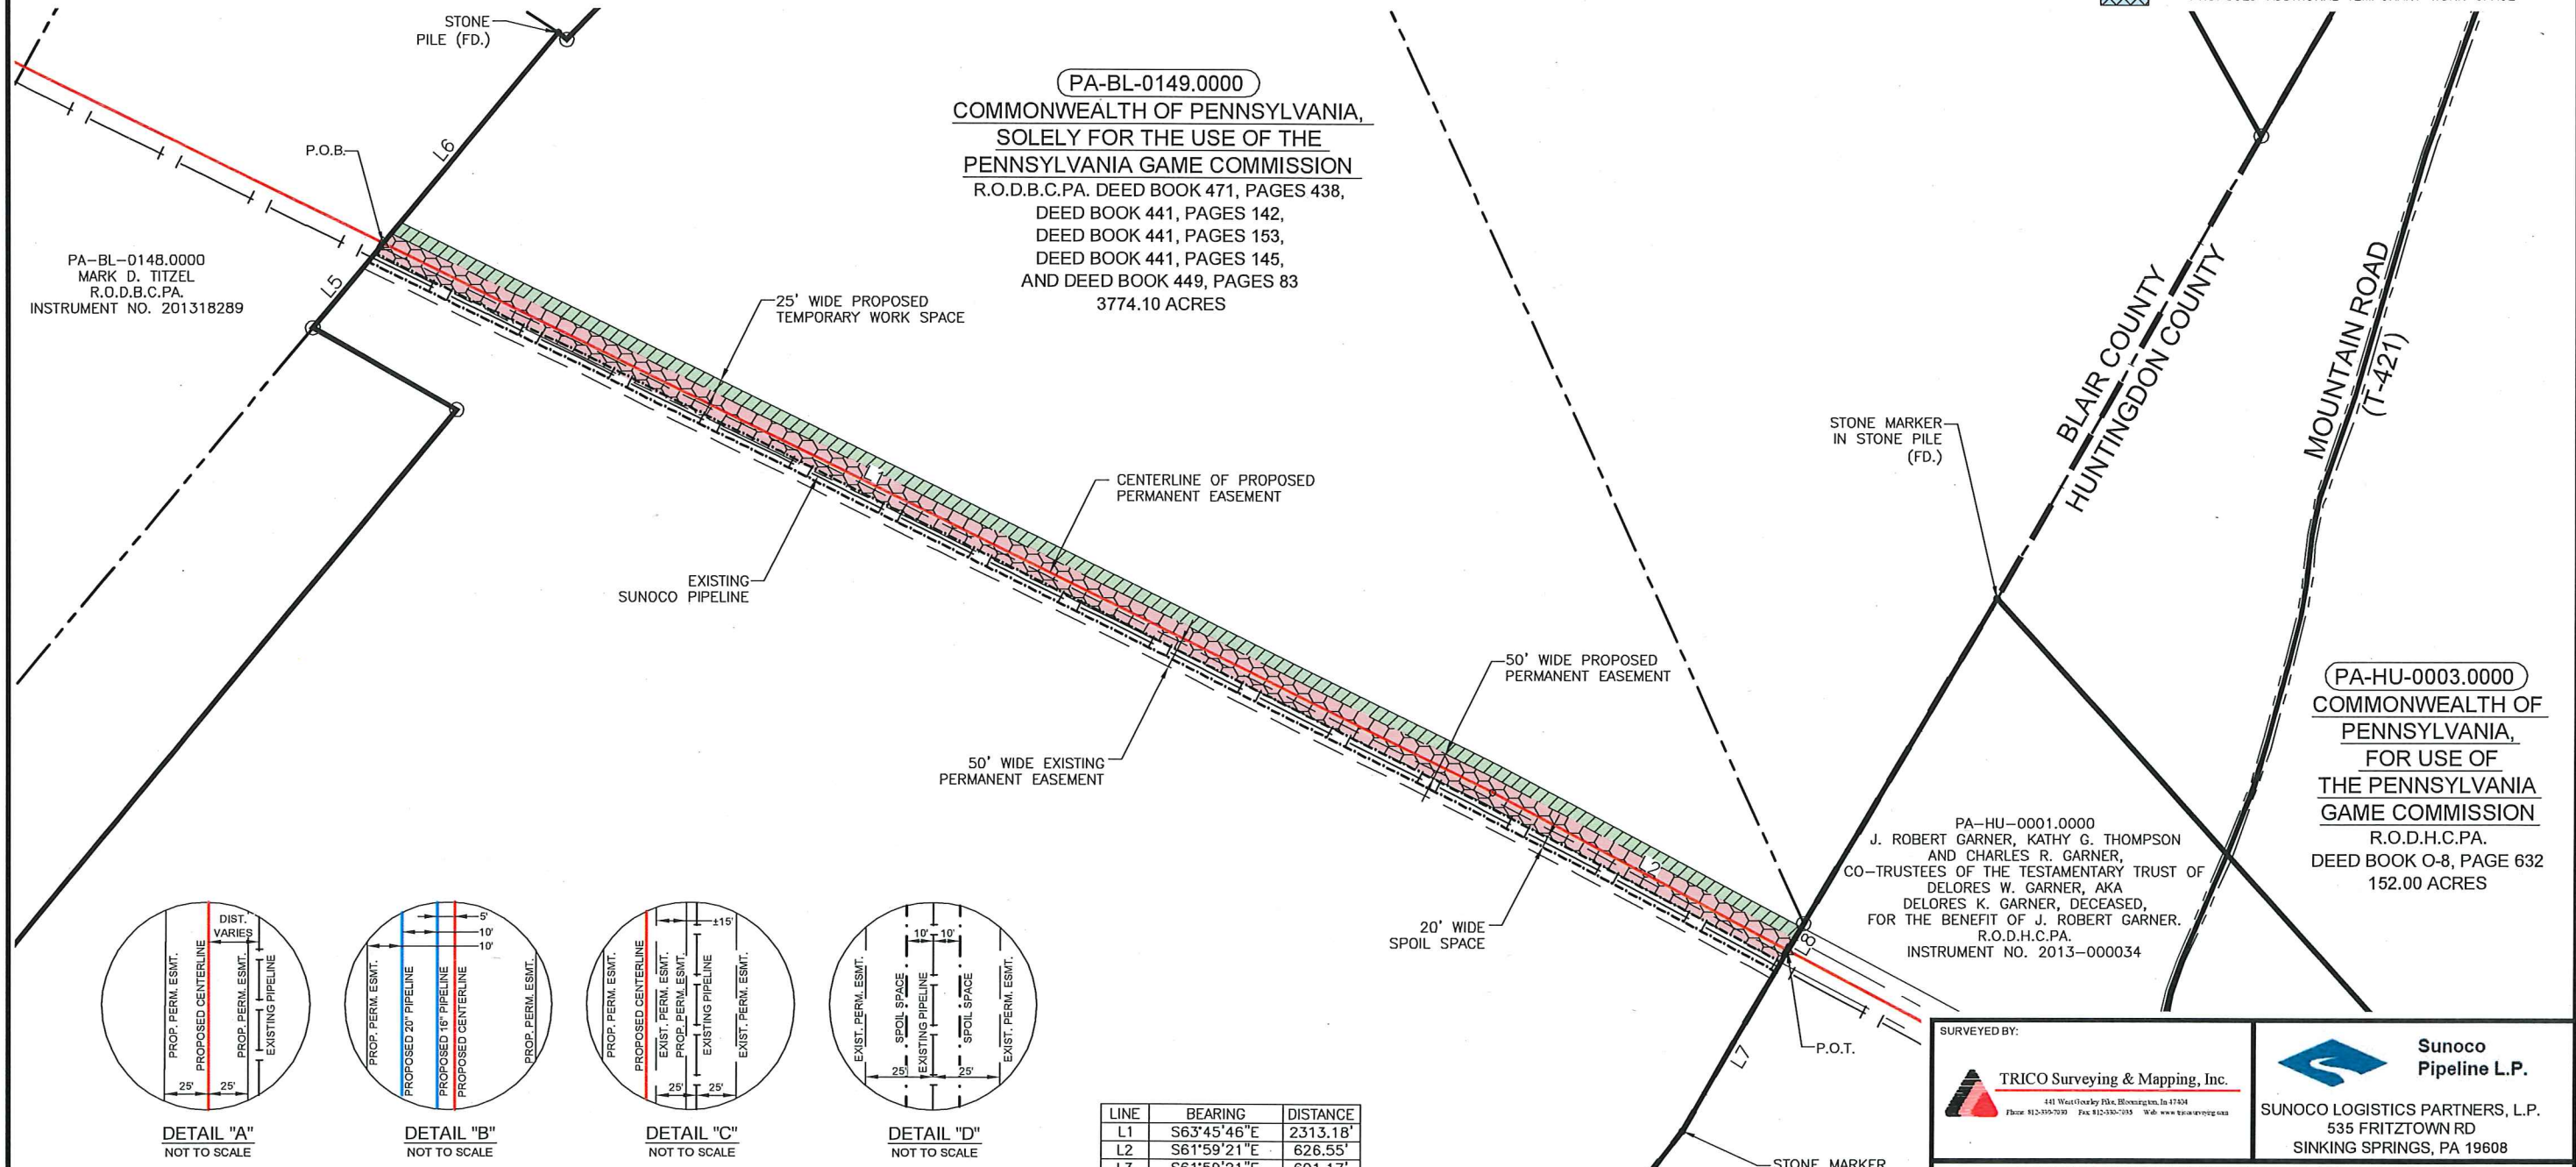 STONE
PILE (FD.)
P.O.B.
L6
L5
PA-BL-0148.0000
MARK D. TITZEL
R.O.D.B.C.PA.
INSTRUMENT NO. 201318289
PA-BL-0149.0000
COMMONWEALTH OF PENNSYLVANIA,
SOLELY FOR THE USE OF THE
PENNSYLVANIA GAME COMMISSION
R.O.D.B.C.PA. DEED BOOK 471, PAGES 438,
DEED BOOK 441, PAGES 142,
DEED BOOK 441, PAGES 153,
DEED BOOK 441, PAGES 145,
AND DEED BOOK 449, PAGES 83
3774.10 ACRES
25' WIDE PROPOSED
TEMPORARY WORK SPACE
CENTERLINE OF PROPOSED
PERMANENT EASEMENT
EXISTING
SUNOCO PIPELINE
50' WIDE EXISTING
PERMANENT EASEMENT
50' WIDE PROPOSED
PERMANENT EASEMENT
20' WIDE
SPOIL SPACE
L2
L8
L7
P.O.T.
STONE MARKER
IN STONE PILE
(FD.)
BLAIR COUNTY
HUNTINGDON COUNTY
MOUNTAIN ROAD
(T-421)
PA-HU-0003.0000
COMMONWEALTH OF
PENNSYLVANIA,
FOR USE OF
THE PENNSYLVANIA
GAME COMMISSION
R.O.D.H.C.PA.
DEED BOOK O-8, PAGE 632
152.00 ACRES
PA-HU-0001.0000
J. ROBERT GARNER, KATHY G. THOMPSON
AND CHARLES R. GARNER,
CO-TRUSTEES OF THE TESTAMENTARY TRUST OF
DELORES W. GARNER, AKA
DELORES K. GARNER, DECEASED,
FOR THE BENEFIT OF J. ROBERT GARNER.
R.O.D.H.C.PA.
INSTRUMENT NO. 2013-000034
DIST.
VARIES
PROP. PERM. ESMT.
PROPOSED CENTERLINE
PROP. PERM. ESMT.
EXISTING PIPELINE
25' 25'
DETAIL "A"
NOT TO SCALE
5'
10'
10'
PROP. PERM. ESMT.
PROPOSED 20" PIPELINE
PROPOSED 16" PIPELINE
PROPOSED CENTERLINE
PROP. PERM. ESMT.
DETAIL "B"
NOT TO SCALE
±15'
PROP. PERM. ESMT.
PROPOSED CENTERLINE
EXIST. PERM. ESMT.
PROP. PERM. ESMT.
EXISTING PIPELINE
EXIST. PERM. ESMT.
25' 25'
DETAIL "C"
NOT TO SCALE
10' 10'
EXIST. PERM. ESMT.
SPOIL SPACE
EXISTING PIPELINE
SPOIL SPACE
EXIST. PERM. ESMT.
25' 25'
DETAIL "D"
NOT TO SCALE
LINE BEARING DISTANCE
L1 S63°45'46"E 2313.18'
L2 S61°59'21"E 626.55'
STONE MARKER
SURVEYED BY:
TRICO Surveying & Mapping, Inc.
Sunoco
Pipeline L.P.
SUNOCO LOGISTICS PARTNERS, L.P.
535 FRITZTOWN RD
SINKING SPRINGS, PA 19608